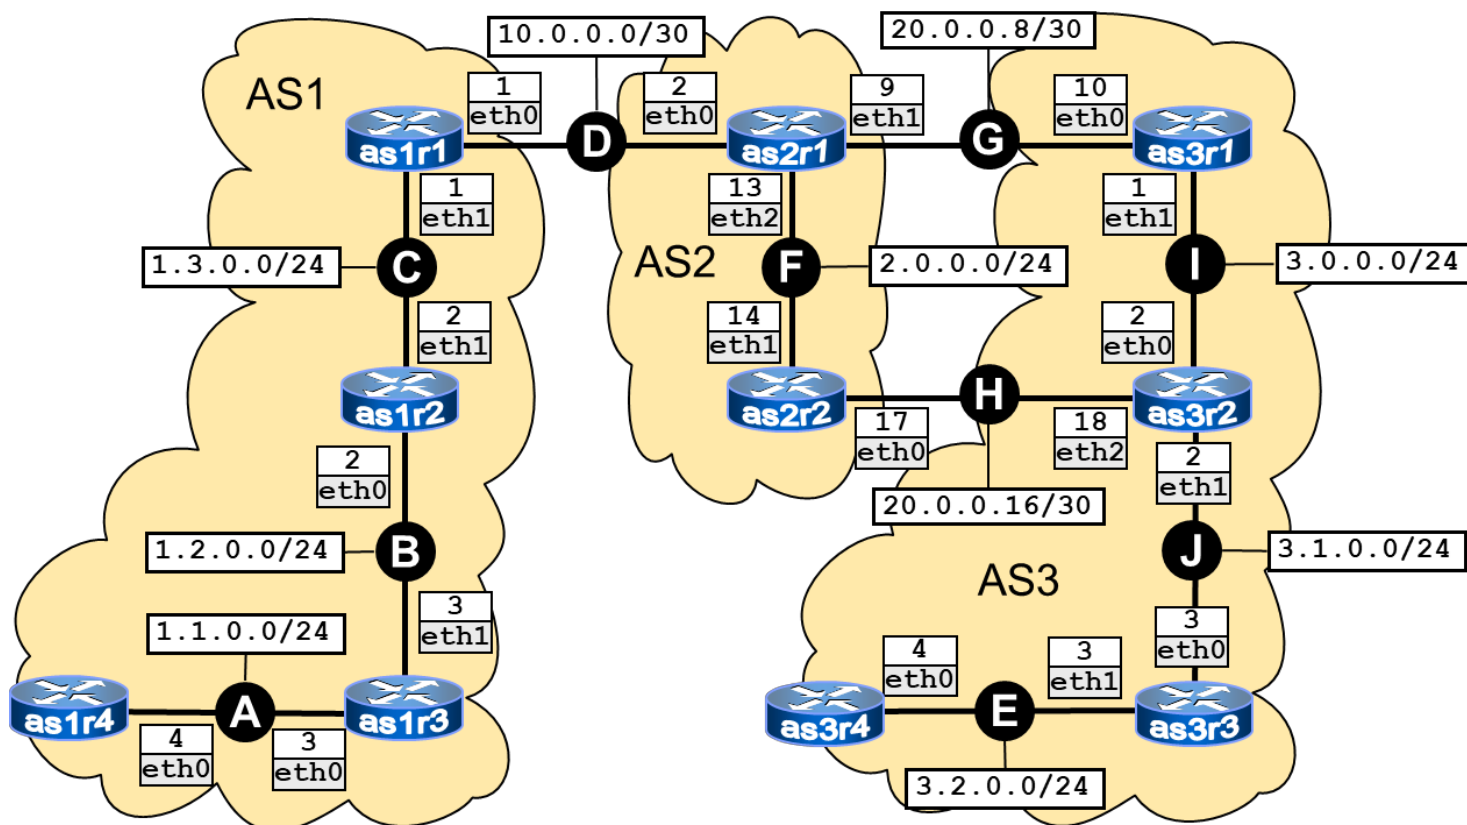 10.0.0.0/30
20.0.0.8/30
AS1
1
eth0
2
eth0
9
eth1
10
eth0
D
G
as1r1
as2r1
as3r1
1
eth1
13
eth2
1
eth1
1.3.0.0/24
C
AS2
F
2.0.0.0/24
I
3.0.0.0/24
2
eth1
14
eth1
2
eth0
as1r2
as2r2
H
as3r2
17
eth0
18
eth2
2
eth0
2
eth1
20.0.0.16/30
1.2.0.0/24
B
J
3.1.0.0/24
AS3
3
eth1
1.1.0.0/24
3
eth0
4
eth0
3
eth1
as1r4
A
as1r3
as3r4
E
as3r3
4
eth0
3
eth0
3.2.0.0/24